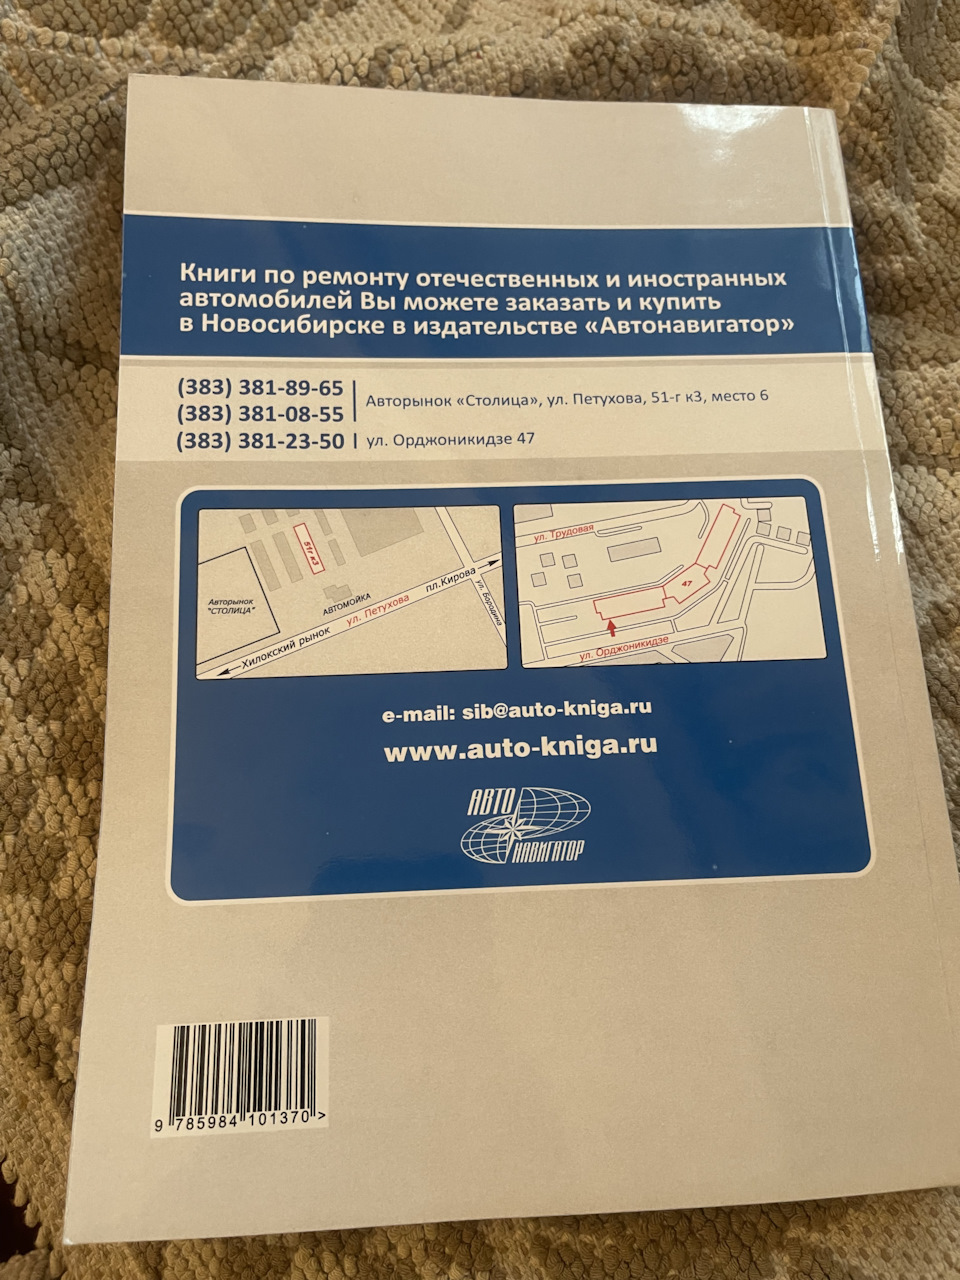 Книги по ремонту отечественных и иностранных
автомобилей Вы можете заказать и купить
в Новосибирске в издательстве «Автонавигатор»
(383) 381-89-65
(383) 381-08-55
Авторынок «Столица», ул. Петухова, 51-г к3, место 6
(383) 381-23-50 ул. Орджоникидзе 47
51г к3
Авторынок
"СТОЛИЦА"
АВТОМОЙКА
Хилокский рынок
ул. Петухова
пл.Кирова
ул. Бородина
ул. Трудовая
47
ул. Орджоникидзе
e-mail: sib@auto-kniga.ru
www.auto-kniga.ru
АВТО
НАВИГАТОР
9 785984 101370 >